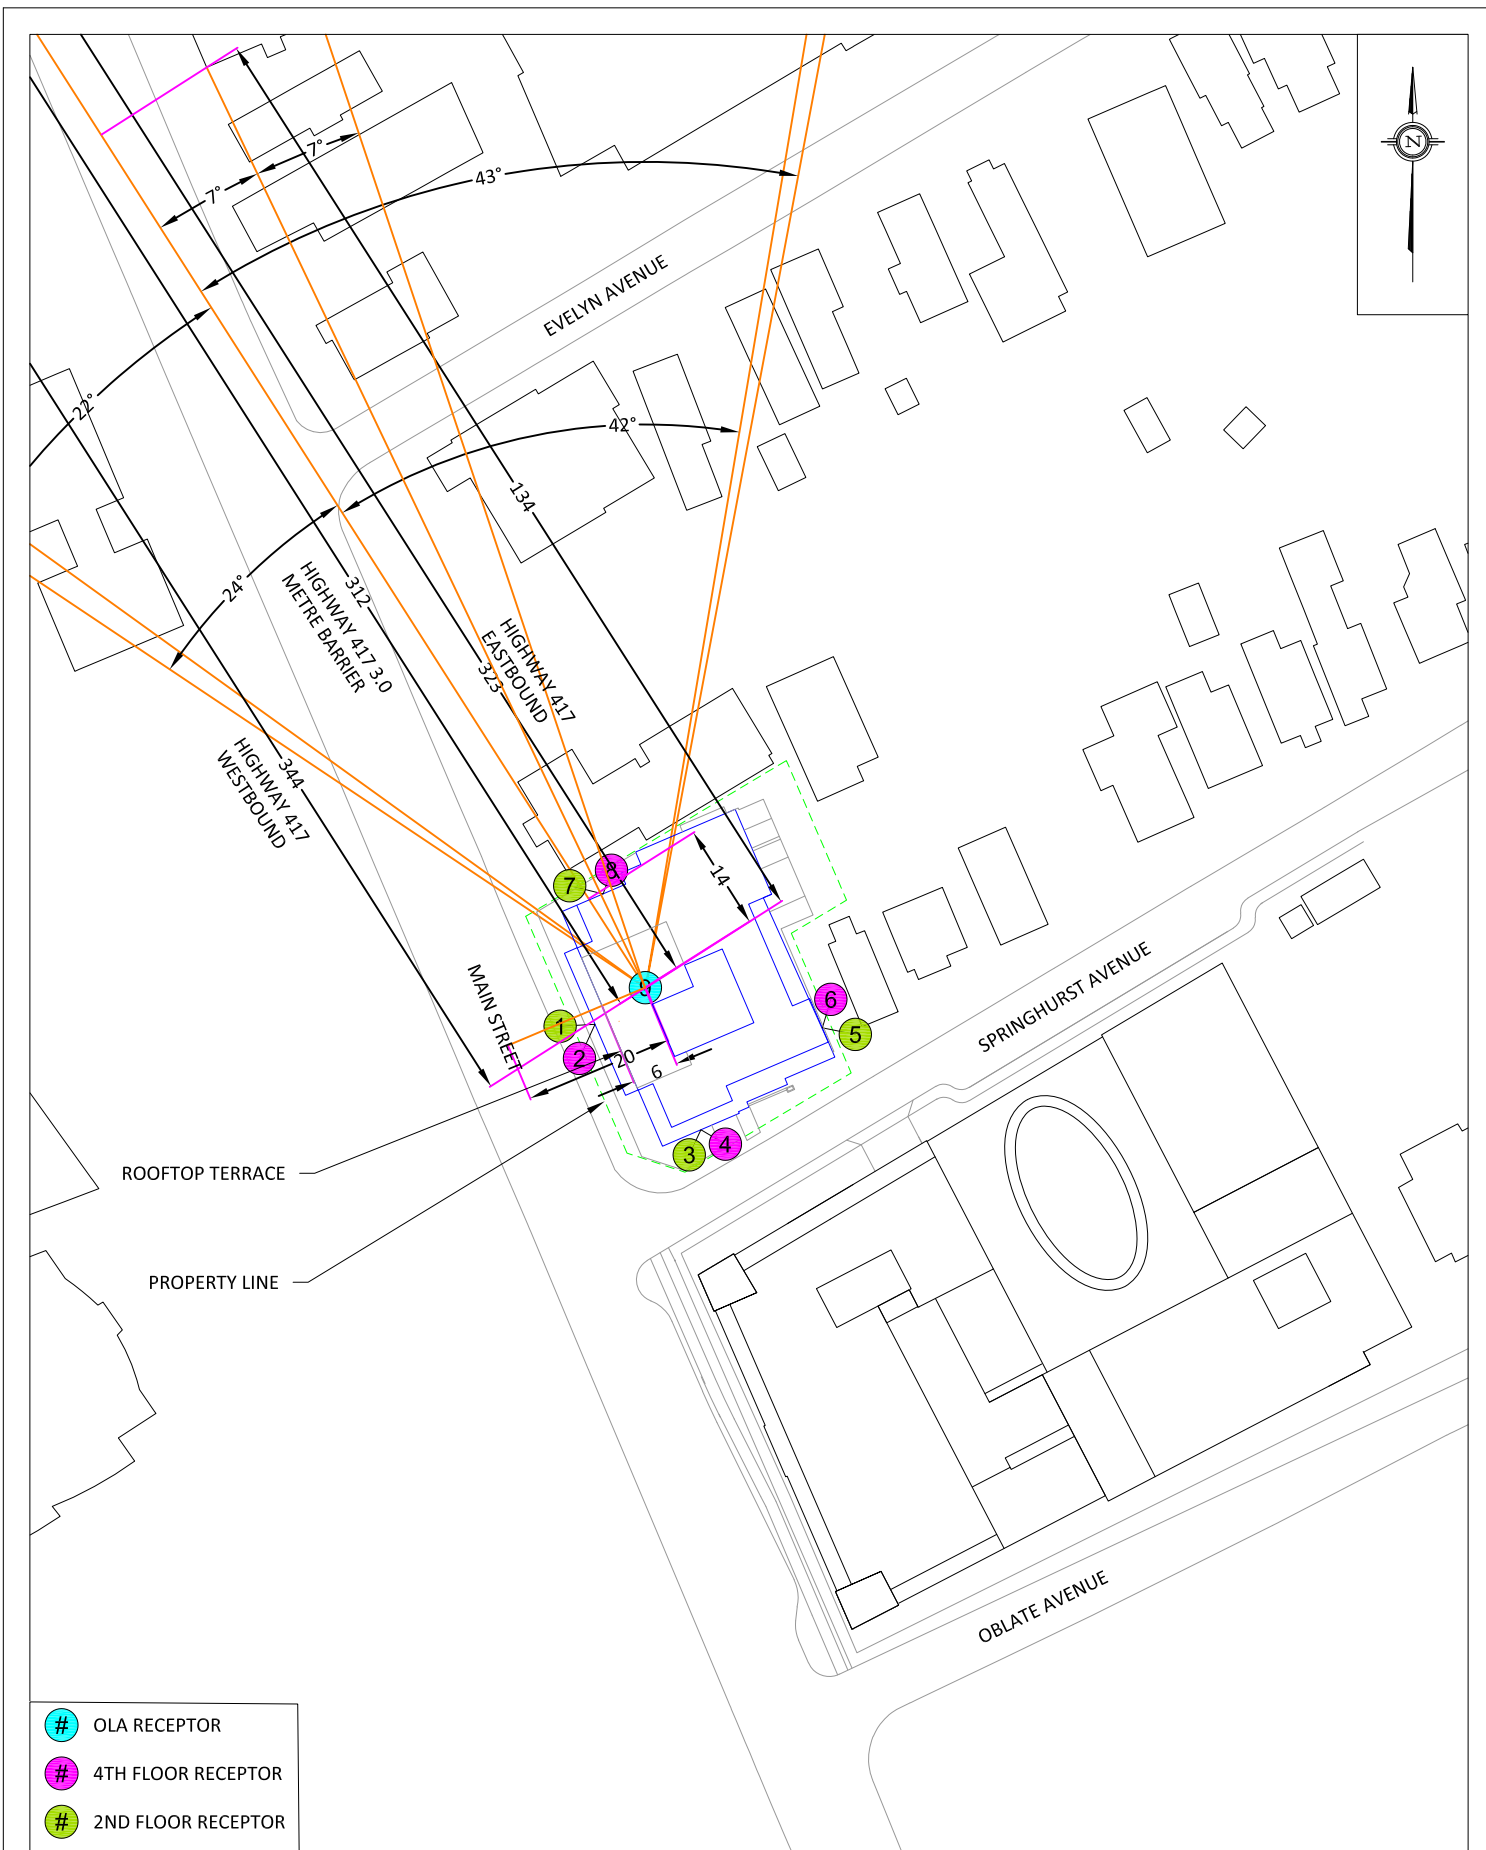 N
7°
7°
43°
EVELYN AVENUE
22°
42°
134
24°
312
HIGHWAY 417 3.0
METRE BARRIER
HIGHWAY 417
EASTBOUND
323
344
HIGHWAY 417
WESTBOUND
8
7
14
MAIN STREET
9
6
5
1
2
20
6
SPRINGHURST AVENUE
3
4
ROOFTOP TERRACE
PROPERTY LINE
OBLATE AVENUE
# OLA RECEPTOR
# 4TH FLOOR RECEPTOR
# 2ND FLOOR RECEPTOR